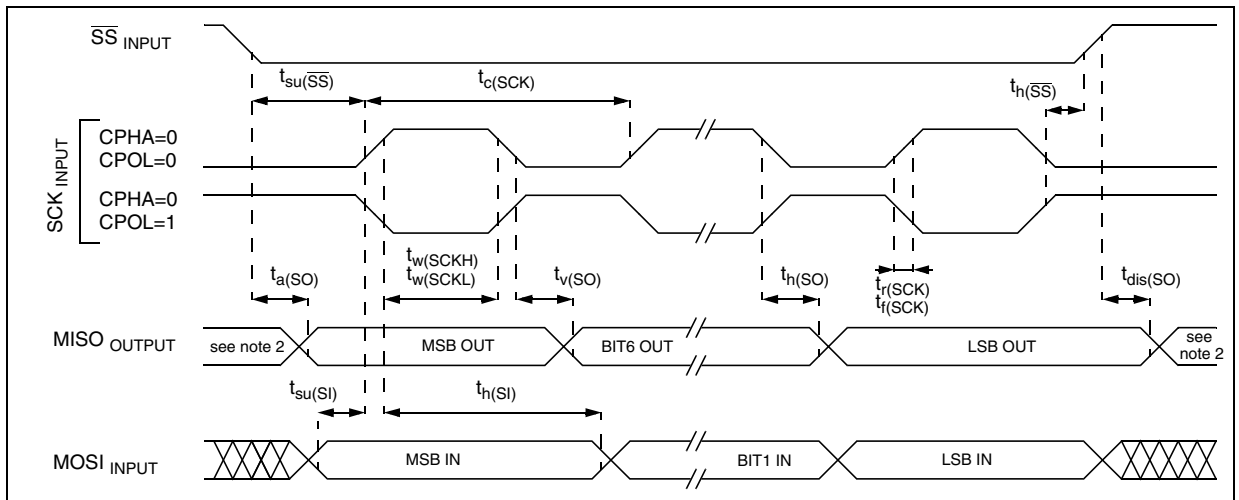 SS INPUT
tsu(SS)
tc(SCK)
th(SS)
SCK INPUT
CPHA=0
CPOL=0
CPHA=0
CPOL=1
ta(SO)
tw(SCKH)
tw(SCKL)
tv(SO)
th(SO)
tr(SCK)
tf(SCK)
tdis(SO)
MISO OUTPUT
see note 2
MSB OUT
BIT6 OUT
LSB OUT
see
note 2
tsu(SI)
th(SI)
MOSI INPUT
MSB IN
BIT1 IN
LSB IN